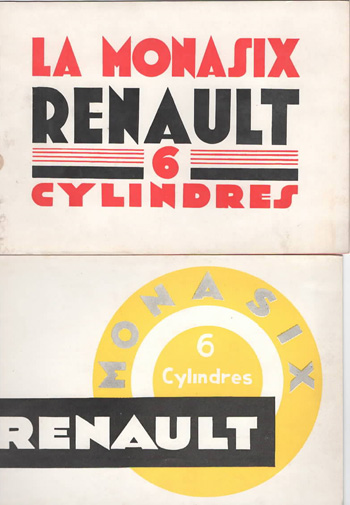 LA MONASIX
RENAULT
6
CYLINDRES
MONASIX
6
Cylindres
RENAULT